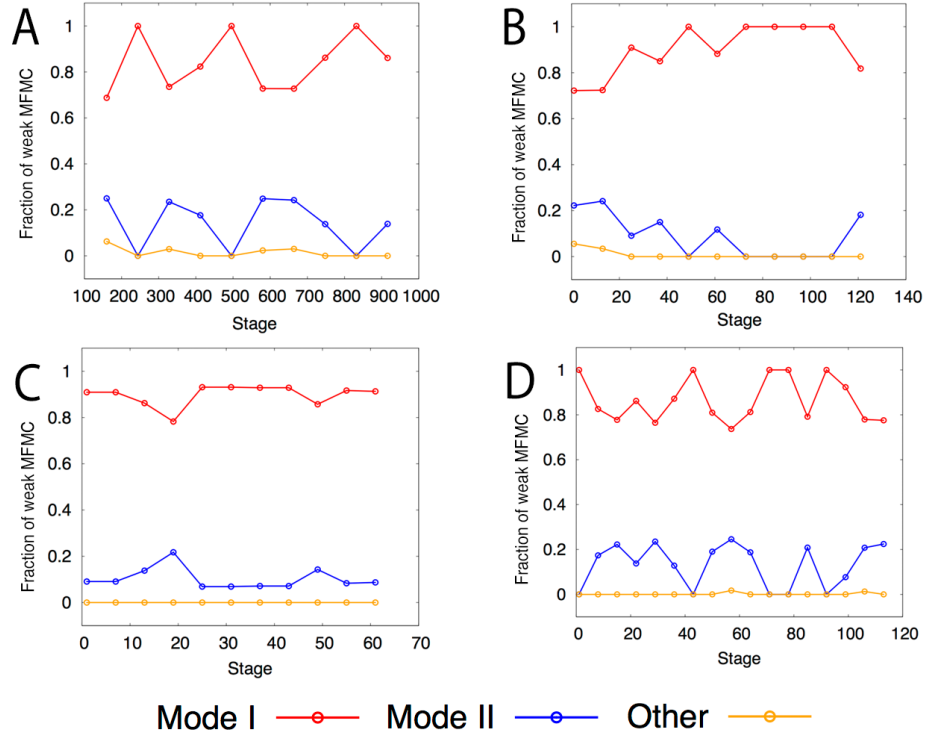 A
Fraction of weak MFMC
1
0.8
0.6
0.4
0.2
0
100 200 300 400 500 600 700 800 900 1000
Stage
B
Fraction of weak MFMC
1
0.8
0.6
0.4
0.2
0
0 20 40 60 80 100 120 140
Stage
C
Fraction of weak MFMC
1
0.8
0.6
0.4
0.2
0
0 10 20 30 40 50 60 70
Stage
D
Fraction of weak MFMC
1
0.8
0.6
0.4
0.2
0
0 20 40 60 80 100 120
Stage
Mode I Mode II Other